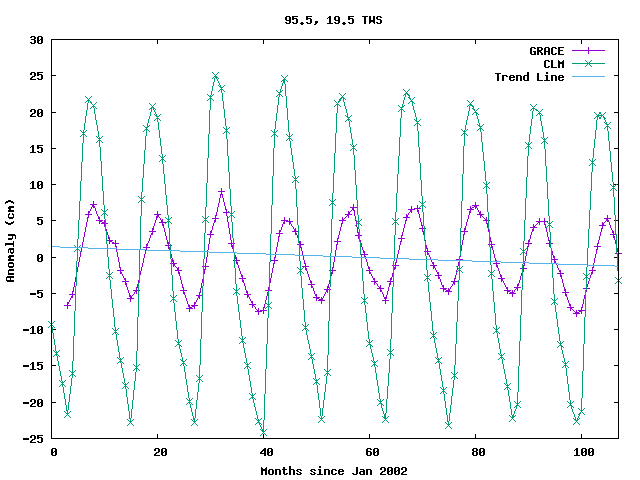 95.5, 19.5 TWS
GRACE
CLM
Trend Line
30
25
20
15
10
5
0
-5
-10
-15
-20
-25
Anomaly (cm)
0 20 40 60 80 100
Months since Jan 2002